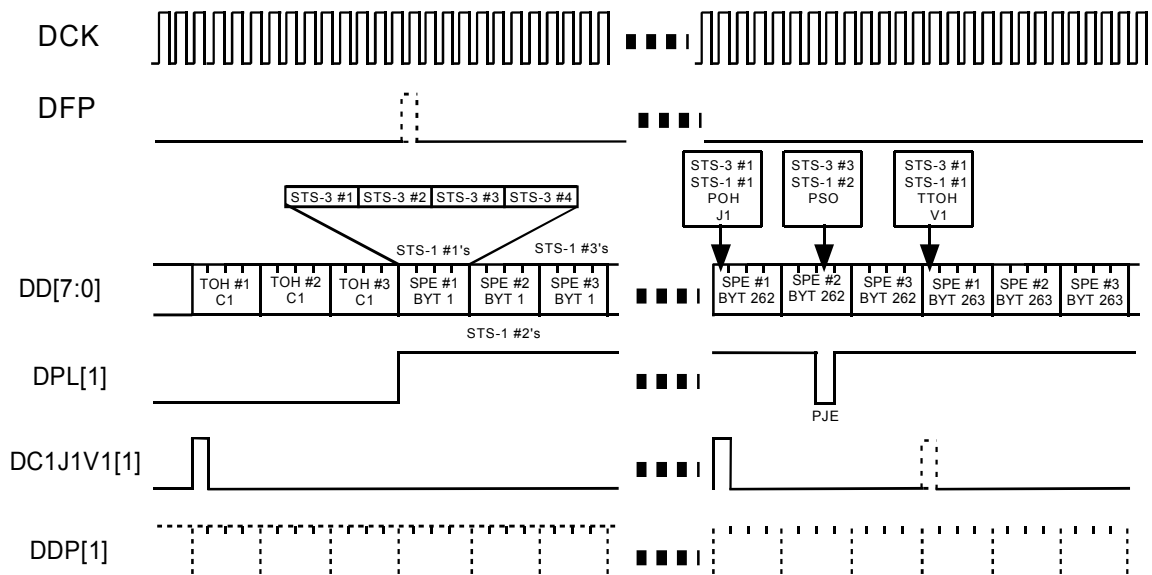 DCK
DFP
STS-3 #1
STS-1 #1
POH
J1
STS-3 #3
STS-1 #2
PSO
STS-3 #1
STS-1 #1
TTOH
V1
STS-3 #1 STS-3 #2 STS-3 #3 STS-3 #4
STS-1 #1's
STS-1 #3's
DD[7:0]
TOH #1
C1
TOH #2
C1
TOH #3
C1
SPE #1
BYT 1
SPE #2
BYT 1
SPE #3
BYT 1
SPE #1
BYT 262
SPE #2
BYT 262
SPE #3
BYT 262
SPE #1
BYT 263
SPE #2
BYT 263
SPE #3
BYT 263
STS-1 #2's
DPL[1]
PJE
DC1J1V1[1]
DDP[1]